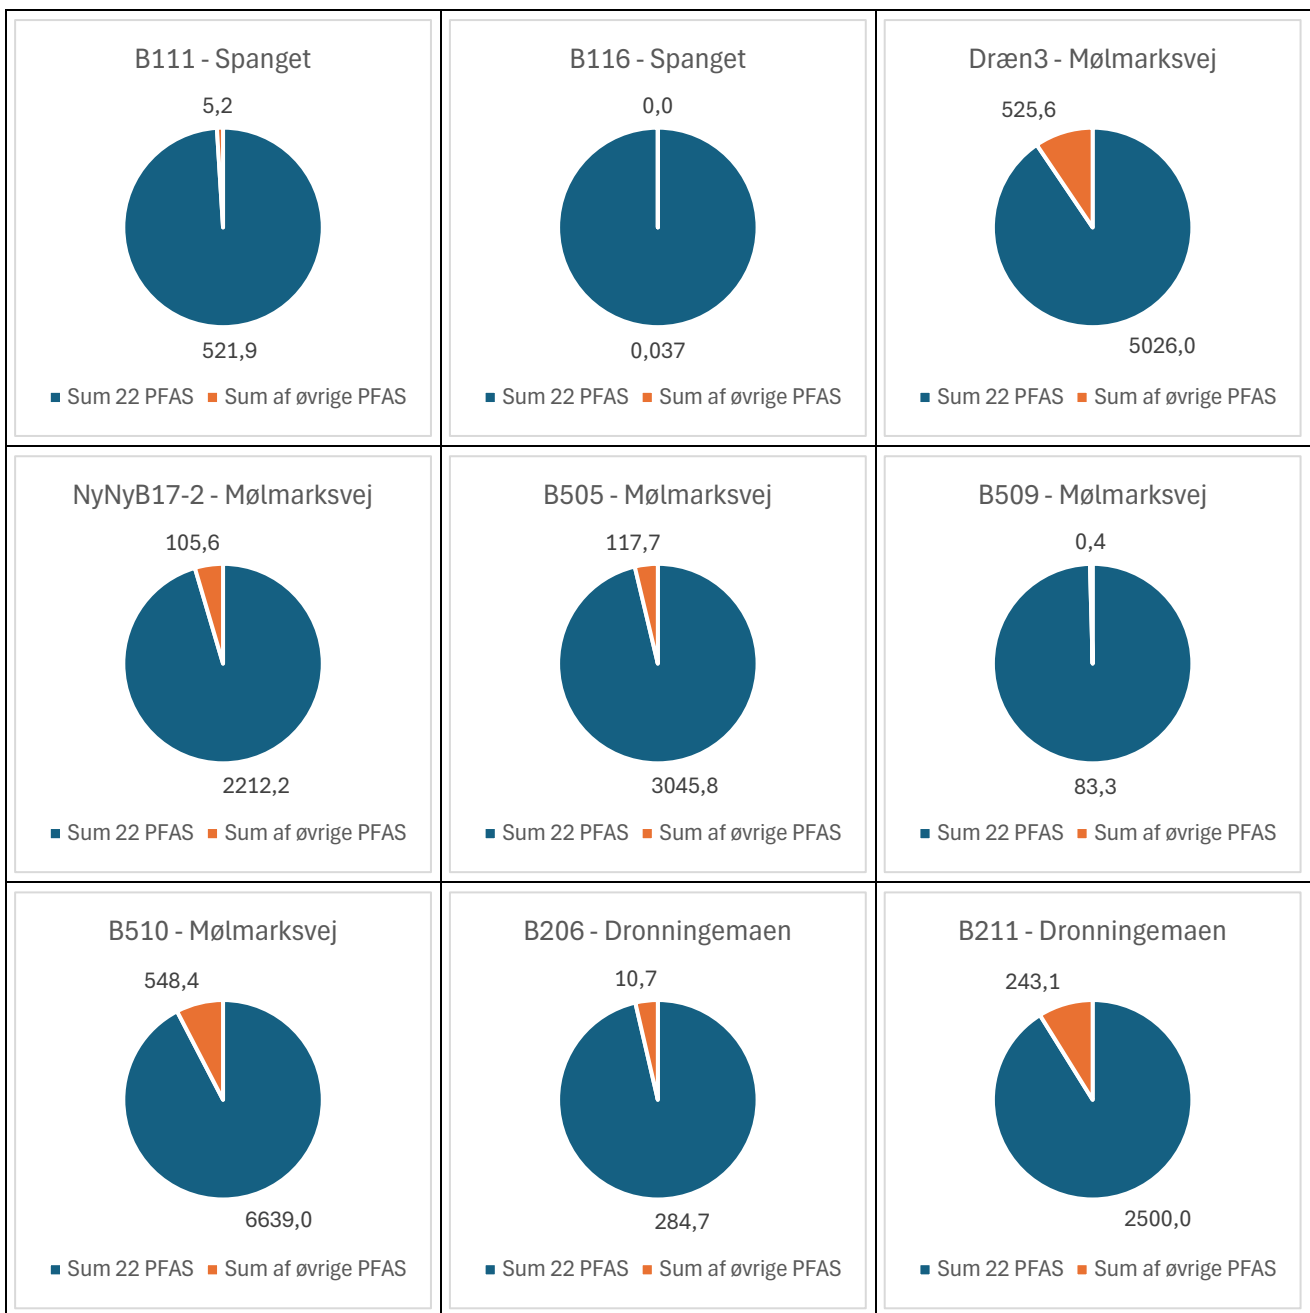 B111 - Spanget
5,2
521,9
Sum 22 PFAS Sum af øvrige PFAS
B116 - Spanget
0,0
0,037
Sum 22 PFAS Sum af øvrige PFAS
Dræn3 - Mølmarksvej
525,6
5026,0
Sum 22 PFAS Sum af øvrige PFAS
NyNyB17-2 - Mølmarksvej
105,6
2212,2
Sum 22 PFAS Sum af øvrige PFAS
B505 - Mølmarksvej
117,7
3045,8
Sum 22 PFAS Sum af øvrige PFAS
B509 - Mølmarksvej
0,4
83,3
Sum 22 PFAS Sum af øvrige PFAS
B510 - Mølmarksvej
548,4
6639,0
Sum 22 PFAS Sum af øvrige PFAS
B206 - Dronningemaen
10,7
284,7
Sum 22 PFAS Sum af øvrige PFAS
B211 - Dronningemaen
243,1
2500,0
Sum 22 PFAS Sum af øvrige PFAS